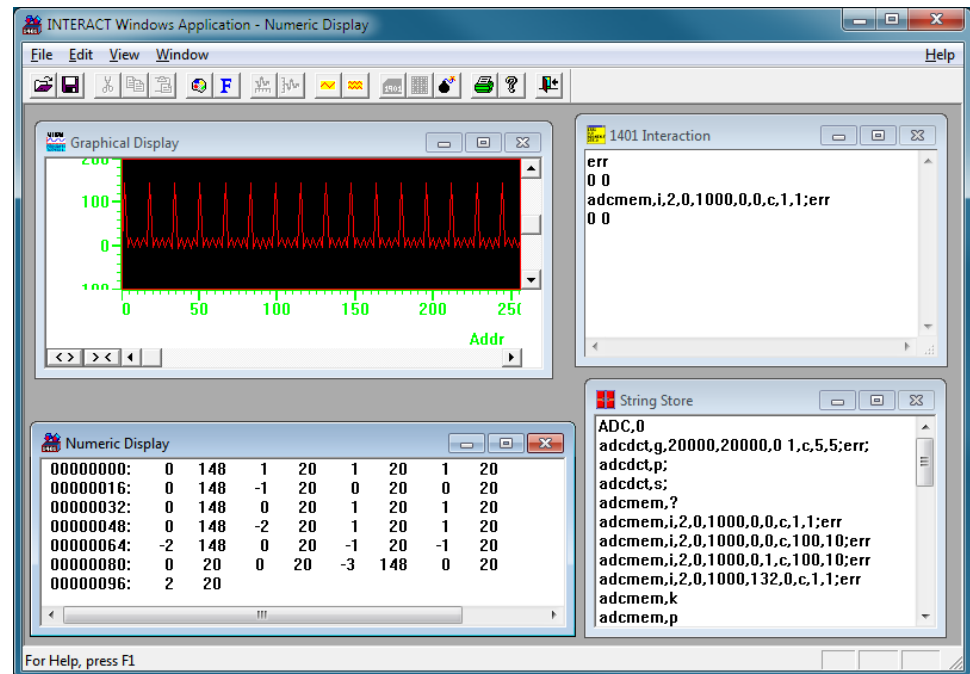 INTERACT Windows Application - Numeric Display
File Edit View Window Help
F 1401 ?
VIEW Graphical Display
200
100
0
100
0 50 100 150 200 250
Addr
< > > <
1401 Interaction
err
0 0
adcmem,i,2,0,1000,0,0,c,1,1;err
0 0
Numeric Display
00000000: 0 148 1 20 1 20 1 20
00000016: 0 148 -1 20 0 20 0 20
00000032: 0 148 0 20 1 20 1 20
00000048: 0 148 -2 20 1 20 1 20
00000064: -2 148 0 20 -1 20 -1 20
00000080: 0 20 0 20 -3 148 0 20
00000096: 2 20
String Store
ADC,0
adcdct,g,20000,20000,0 1,c,5,5;err;
adcdct,p;
adcdct,s;
adcmem,?
adcmem,i,2,0,1000,0,0,c,1,1;err
adcmem,i,2,0,1000,0,0,c,100,10;err
adcmem,i,2,0,1000,0,1,c,100,10;err
adcmem,i,2,0,1000,132,0,c,1,1;err
adcmem,k
adcmem,p
For Help, press F1